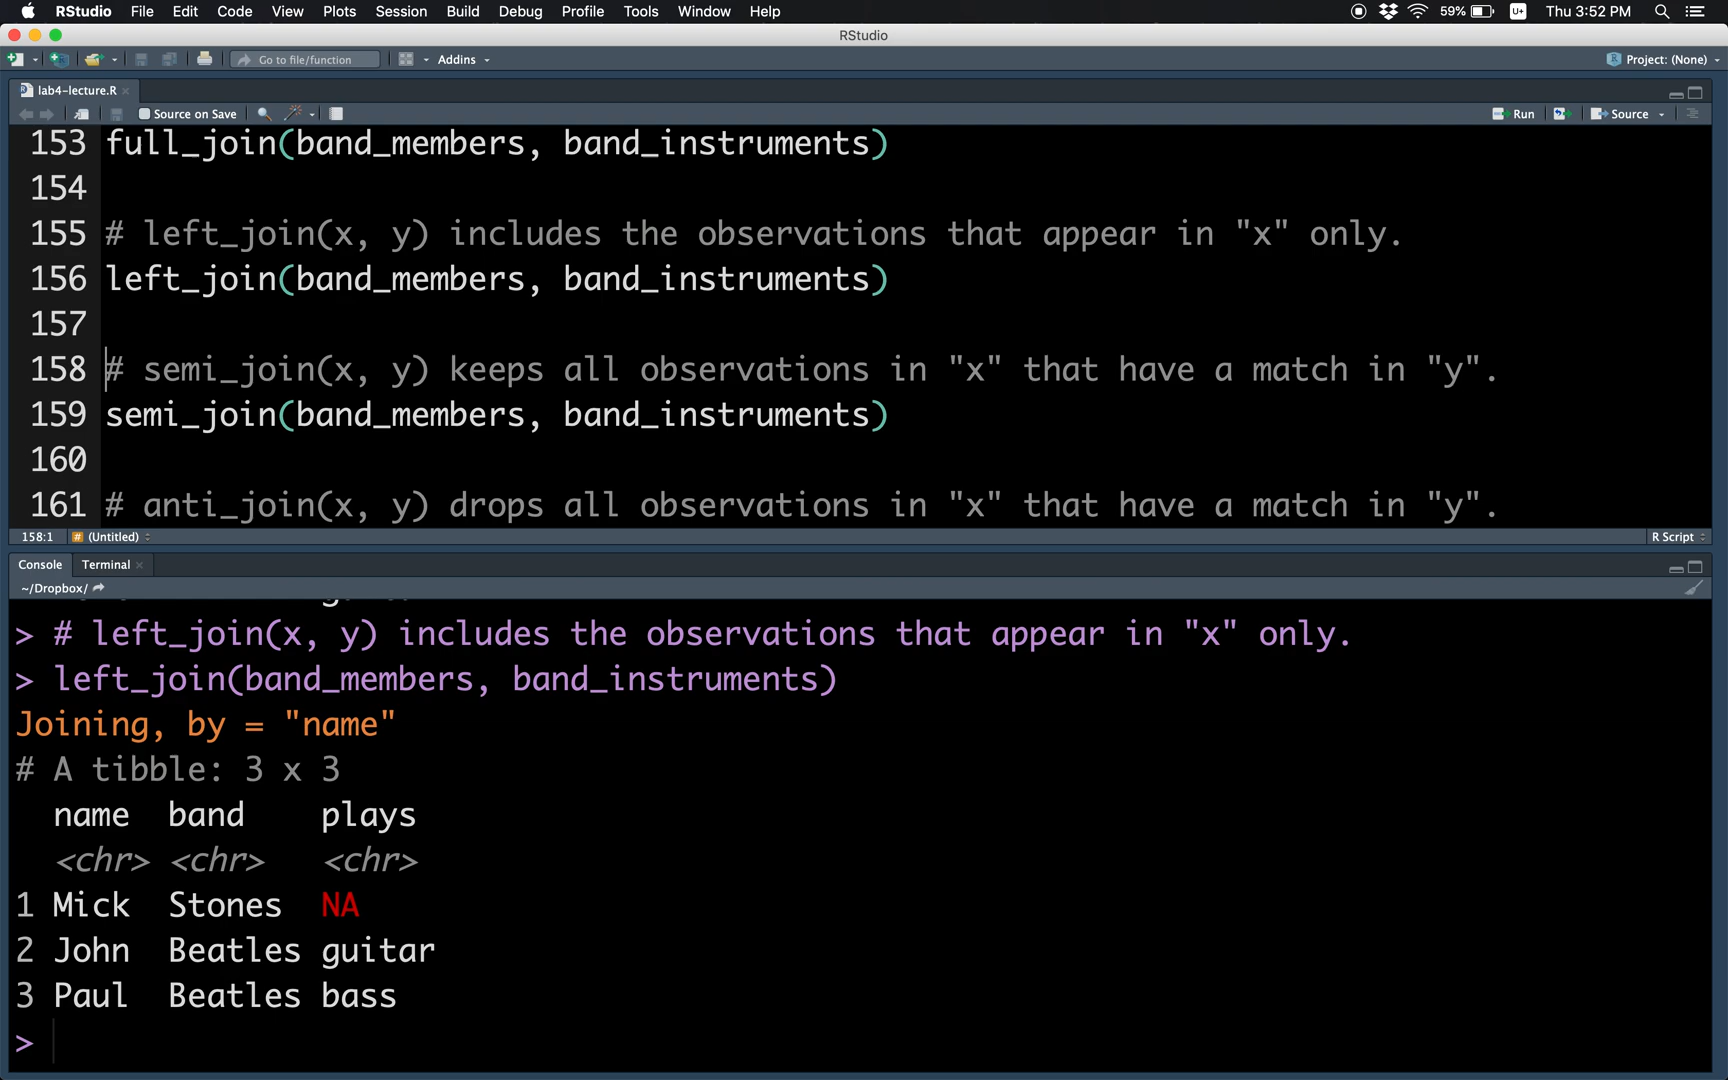 RStudio File Edit Code View Plots Session Build Debug Profile Tools Window Help 59% U+ Thu 3:52 PM
RStudio
Go to file/function Addins Project: (None)
lab4-lecture.R
Source on Save Run Source
153 full_join(band_members, band_instruments)
154
155 # left_join(x, y) includes the observations that appear in "x" only.
156 left_join(band_members, band_instruments)
157
158 # semi_join(x, y) keeps all observations in "x" that have a match in "y".
159 semi_join(band_members, band_instruments)
160
161 # anti_join(x, y) drops all observations in "x" that have a match in "y".
158:1 # (Untitled) R Script
Console Terminal
~/Dropbox/
> # left_join(x, y) includes the observations that appear in "x" only.
> left_join(band_members, band_instruments)
Joining, by = "name"
# A tibble: 3 x 3
name band plays
<chr> <chr> <chr>
1 Mick Stones NA
2 John Beatles guitar
3 Paul Beatles bass
>